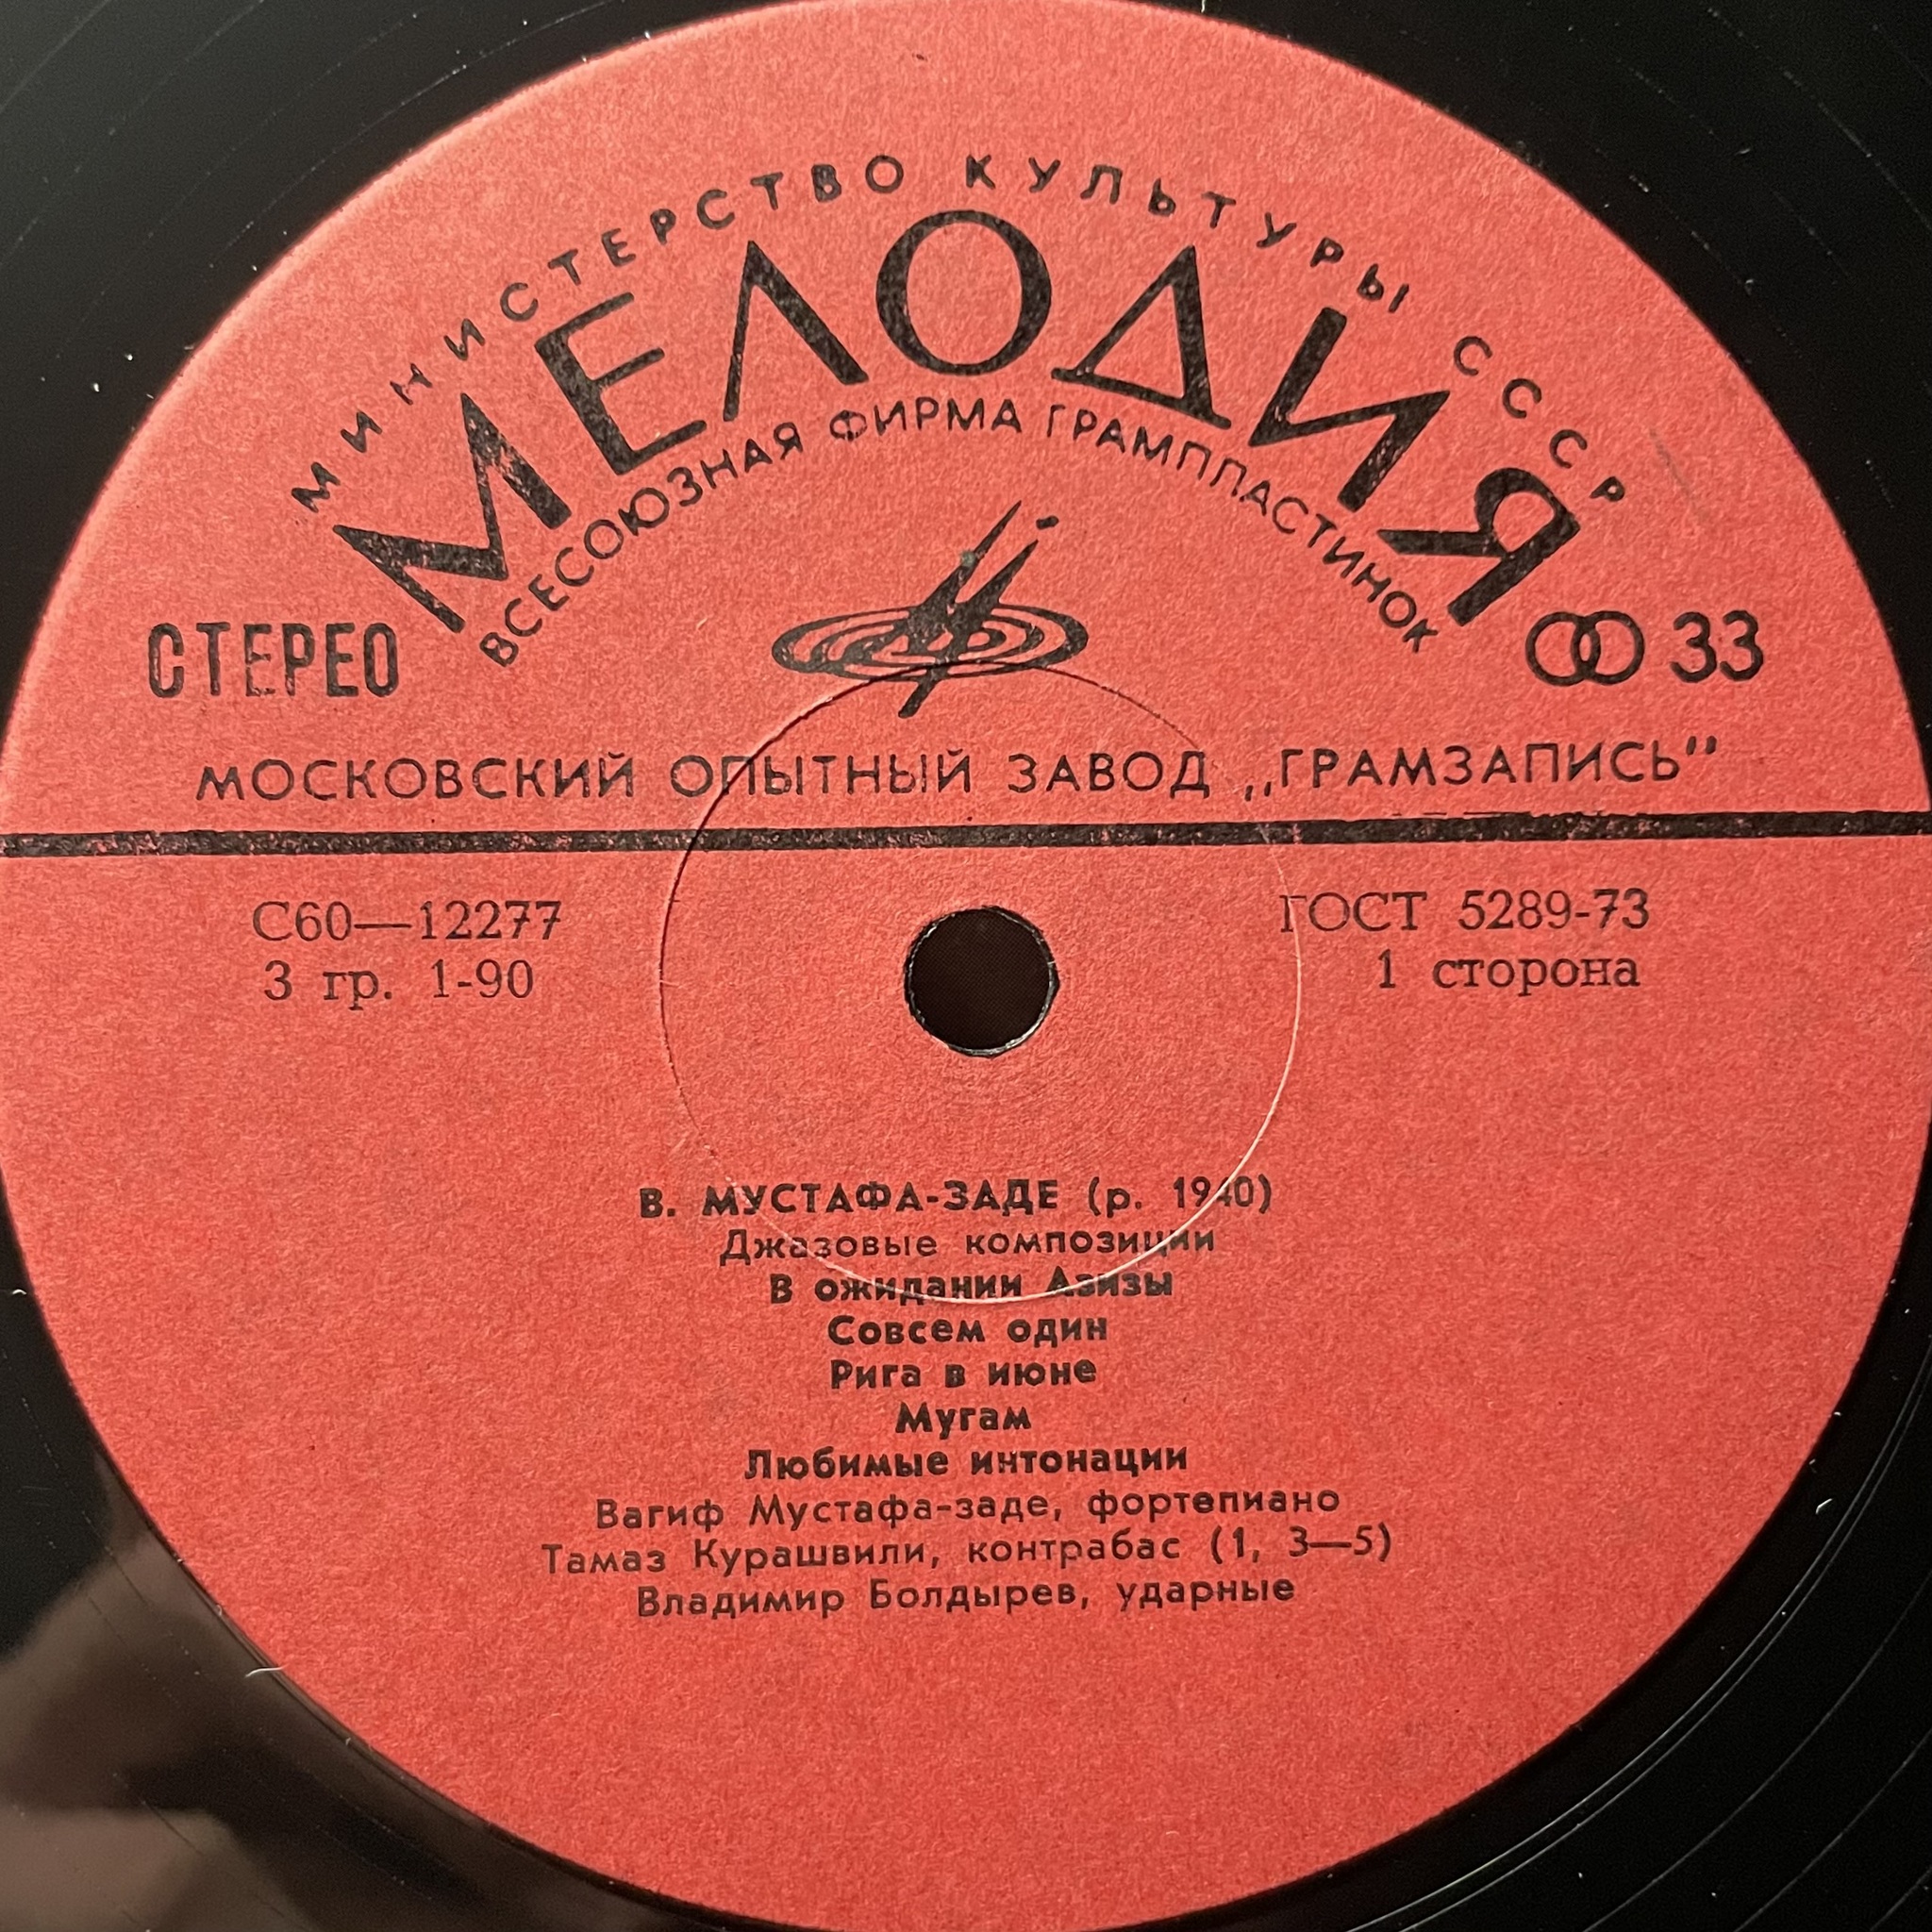 МИНИСТЕРСТВО КУЛЬТУРЫ СССР
МЕЛОДИЯ
ВСЕСОЮЗНАЯ ФИРМА ГРАМПЛАСТИНОК
СТЕРЕО
33
МОСКОВСКИЙ ОПЫТНЫЙ ЗАВОД „ГРАМЗАПИСЬ”
С60—12277
ГОСТ 5289-73
3 гр. 1-90
1 сторона
В. МУСТАФА-ЗАДЕ (р. 1940)
Джазовые композиции
В ожидании Азизы
Совсем один
Рига в июне
Мугам
Любимые интонации
Вагиф Мустафа-заде, фортепиано
Тамаз Курашвили, контрабас (1, 3—5)
Владимир Болдырев, ударные